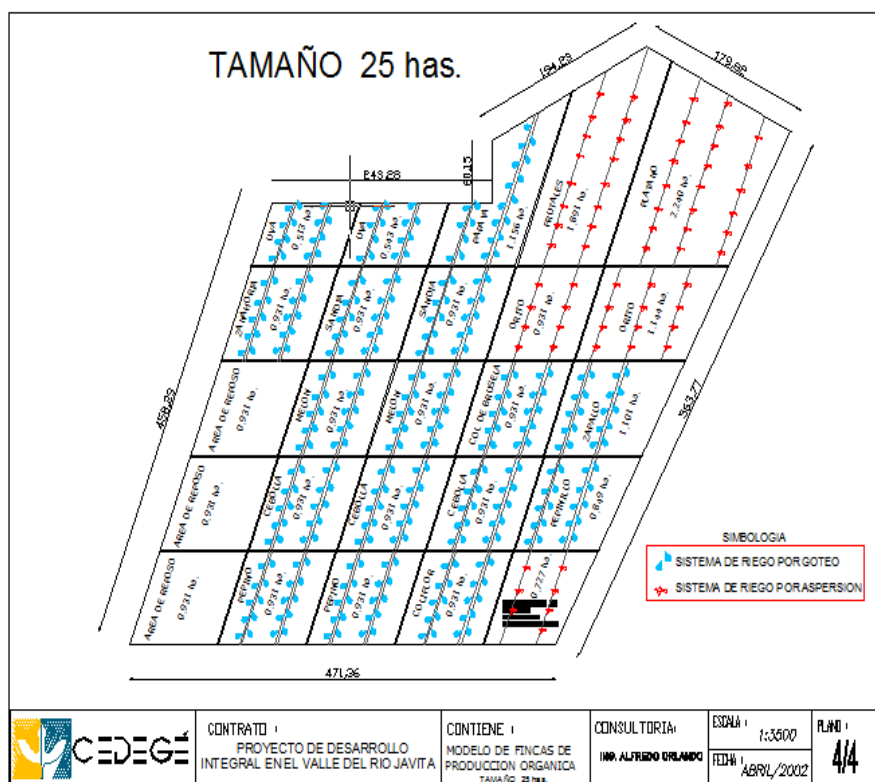 TAMAÑO 25 has.
194,29
179,88
243,28
60,15
458,29
563,77
471,36
UVA
0,513 ha.
UVA
0,543 ha.
PAPAYA
1.156 ha.
FRUTALES
1,891 ha.
PLATANO
2,240 ha.
ZANAHORIA
0,931 ha.
SANDIA
0,931 ha.
SANDIA
0,931 ha.
ORITO
0,931 ha.
ORITO
1,144 ha.
AREA DE REPOSO
0,931 ha.
MELON
0,931 ha.
MELON
0,931 ha.
COL DE BRUSELA
0,931 ha.
ZAPALLO
1,101 ha.
AREA DE REPOSO
0,931 ha.
CEBOLLA
0,931 ha.
CEBOLLA
0,931 ha.
CEBOLLA
0,931 ha.
PEPINILLO
0,849 ha.
AREA DE REPOSO
0,931 ha.
PEPINO
0,931 ha.
PEPINO
0,931 ha.
COLIFLOR
0,931 ha.
0,727 ha.
SIMBOLOGIA
SISTEMA DE RIEGO POR GOTEO
SISTEMA DE RIEGO POR ASPERSION
CEDEGÉ
CONTRATO :
PROYECTO DE DESARROLLO
INTEGRAL EN EL VALLE DEL RIO JAVITA
CONTIENE :
MODELO DE FINCAS DE
PRODUCCION ORGANICA
TAMAÑO 25 has.
CONSULTORIA:
ING. ALFREDO ORLANDO
ESCALA :
1:3500
FECHA :
ABRIL/2002
PLANO :
4/4